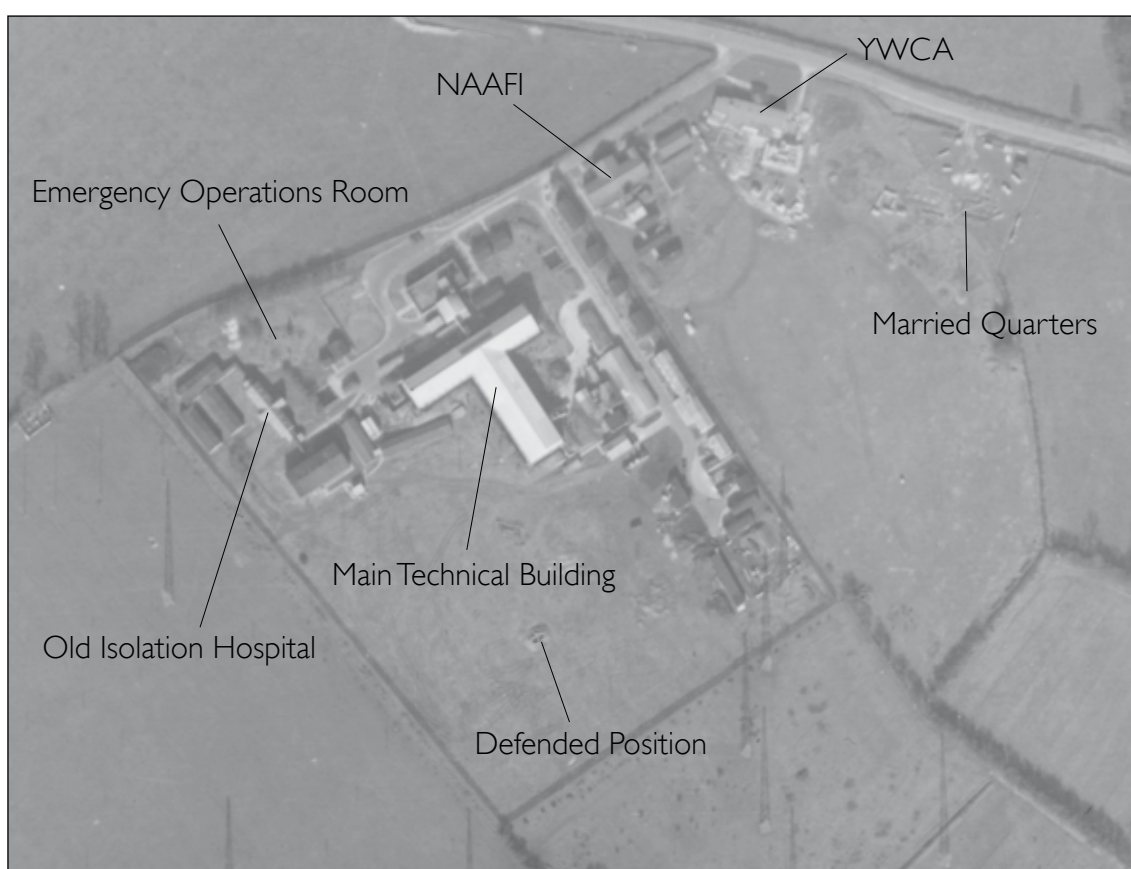 YWCA
NAAFI
Emergency Operations Room
Married Quarters
Main Technical Building
Old Isolation Hospital
Defended Position